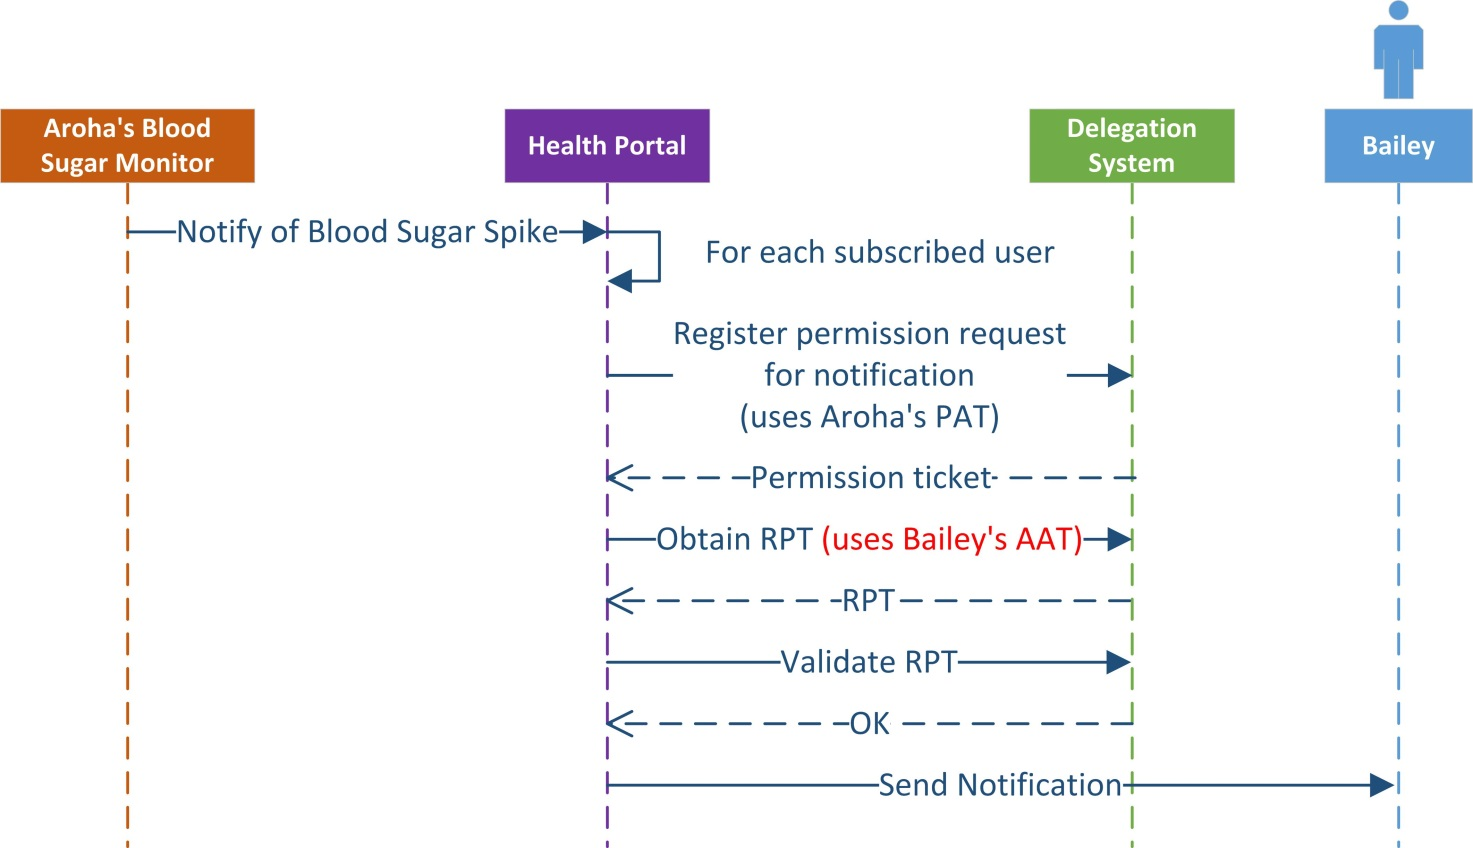 Aroha's Blood
Sugar Monitor
Health Portal
Delegation
System
Bailey
Notify of Blood Sugar Spike
For each subscribed user
Register permission request
for notification
(uses Aroha's PAT)
Permission ticket
Obtain RPT (uses Bailey's AAT)
RPT
Validate RPT
OK
Send Notification